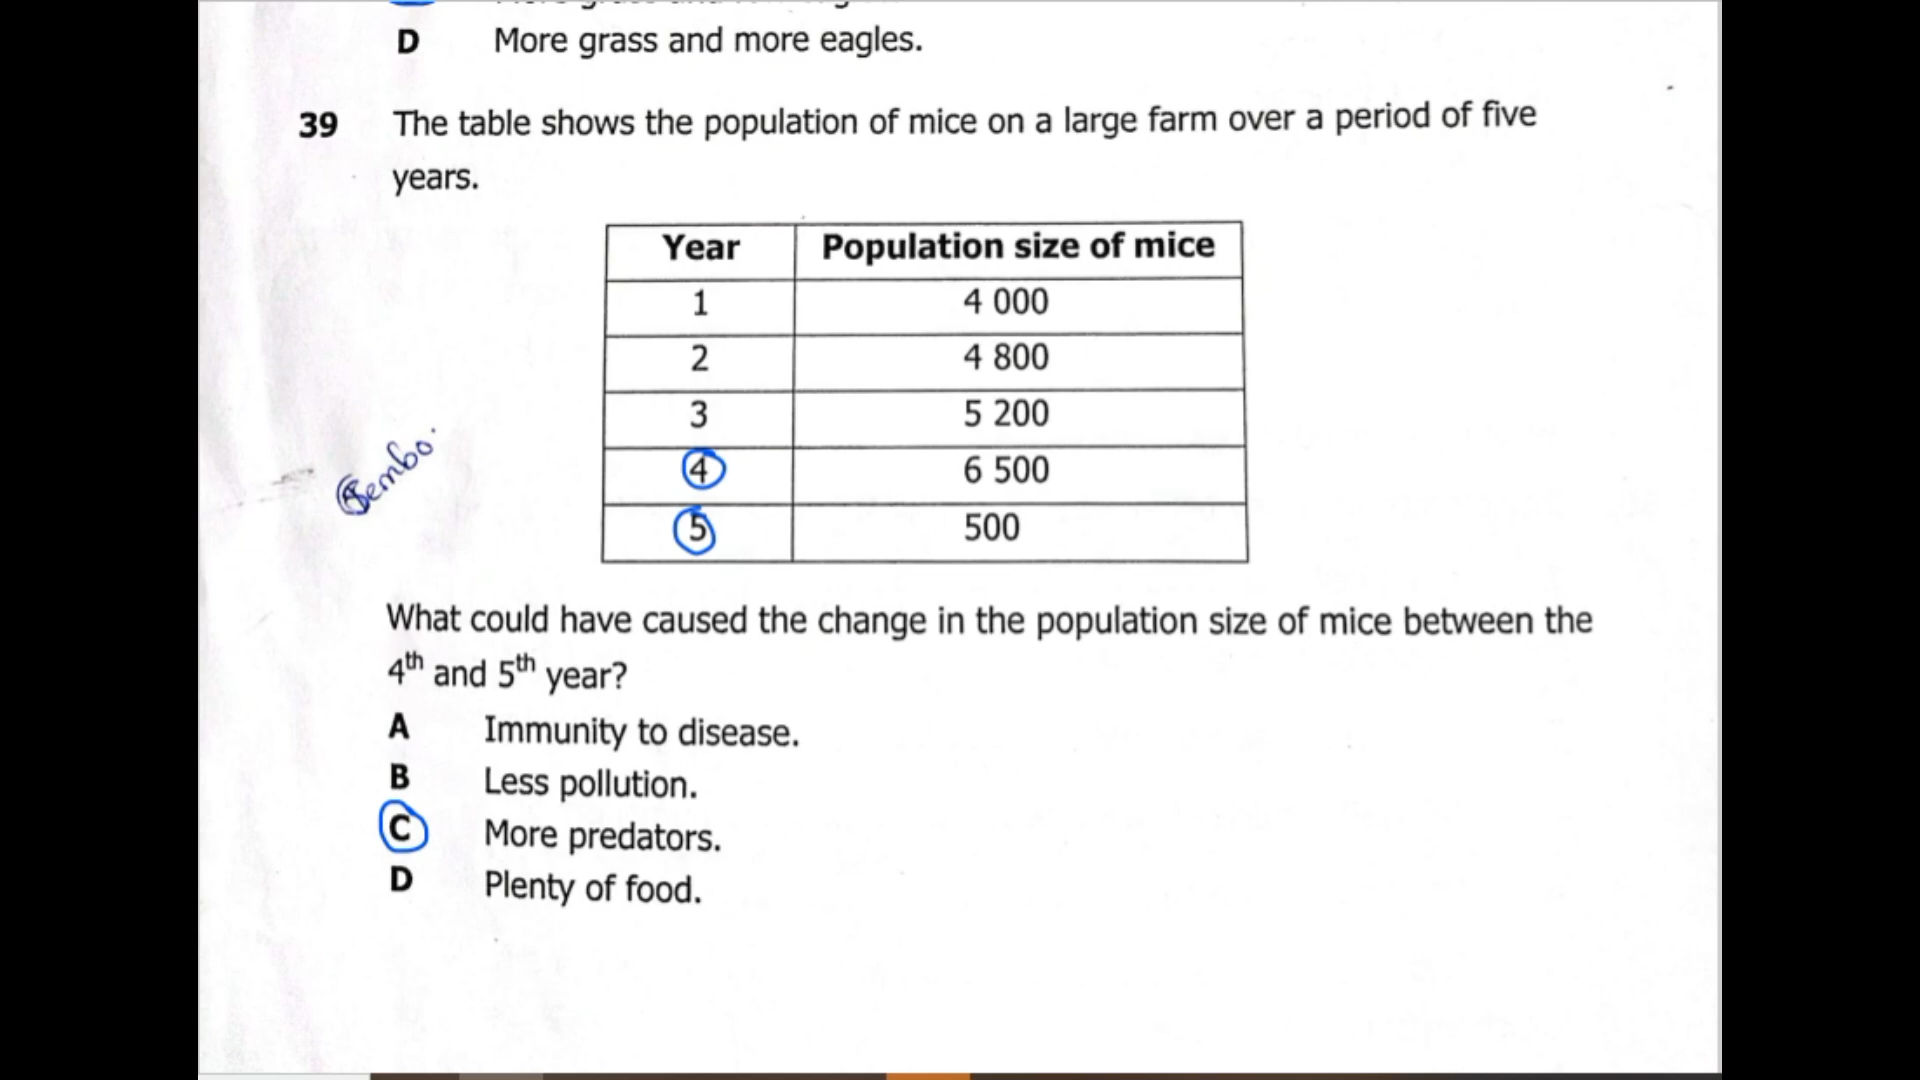 D More grass and more eagles.
39 The table shows the population of mice on a large farm over a period of five
years.
Year Population size of mice
1 4 000
2 4 800
3 5 200
4 6 500
5 500
What could have caused the change in the population size of mice between the
4th and 5th year?
A Immunity to disease.
B Less pollution.
C More predators.
D Plenty of food.